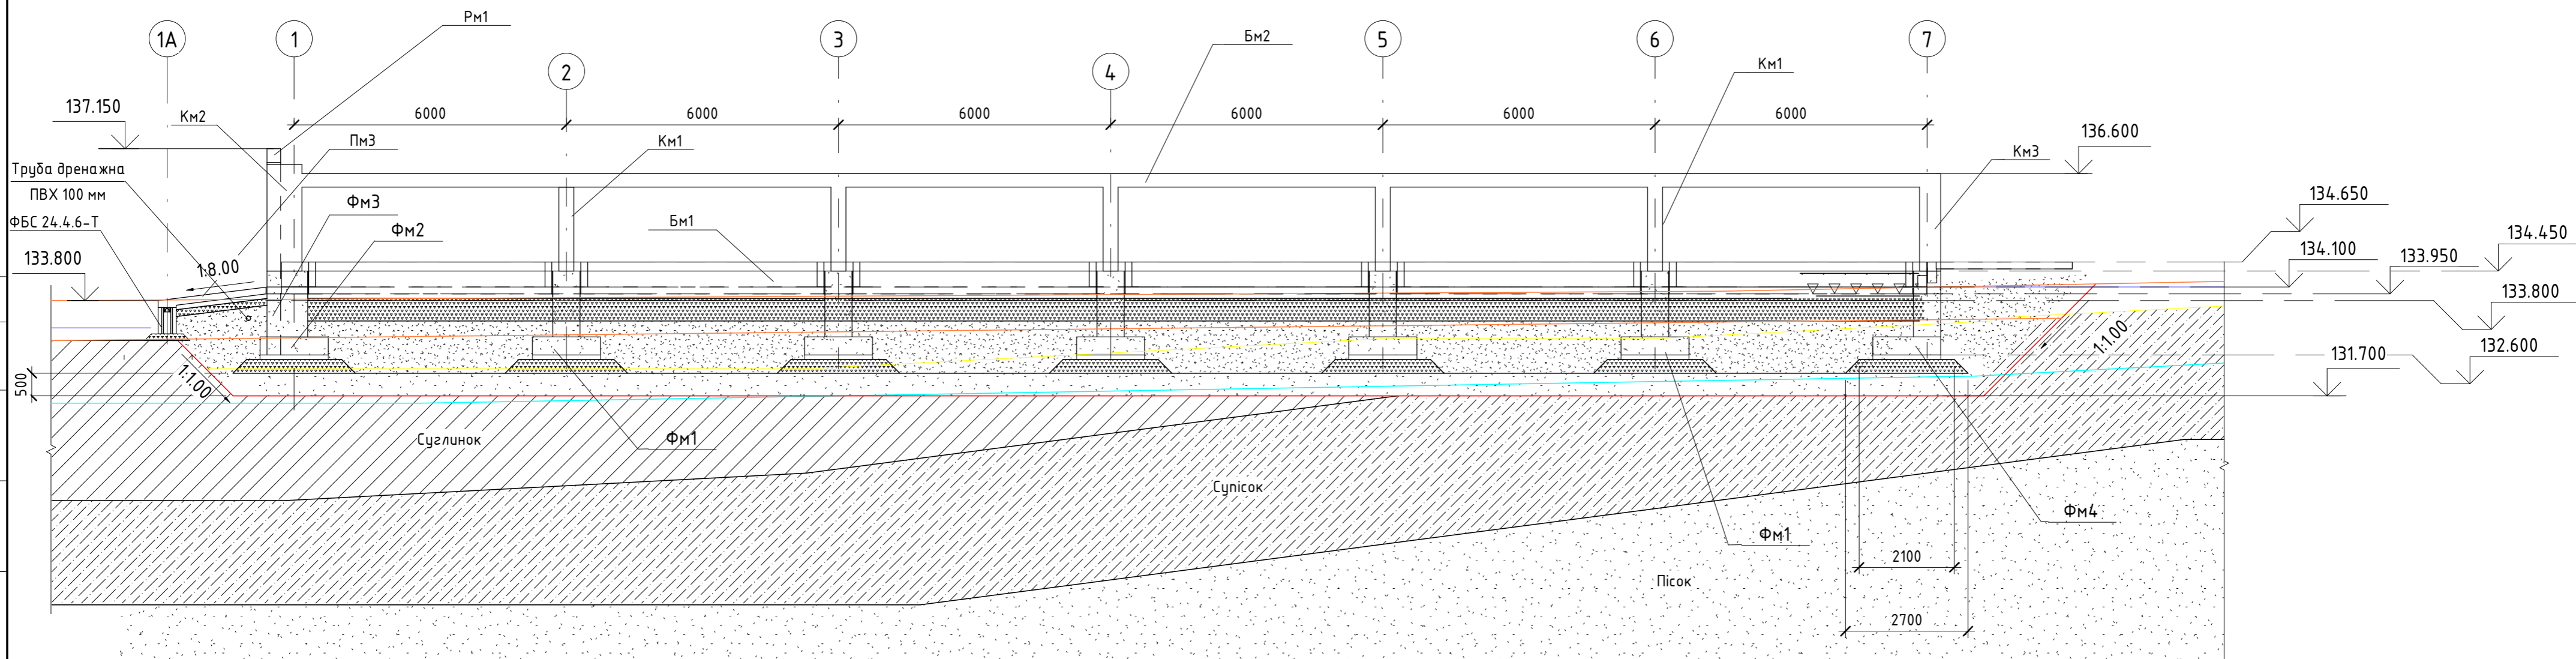 Рм1
1А
1
2
3
4
5
6
7
Бм2
Км1
137.150
Км2
6000
6000
6000
6000
6000
6000
136.600
Пм3
Км1
Км3
Труба дренажна
ПВХ 100 мм
ФБС 24.4.6-Т
Фм3
Фм2
Бм1
134.650
134.450
134.100
133.950
133.800
1:8.00
133.800
1:1.00
1:1.00
131.700
132.600
500
Суглинок
Фм1
Супісок
Фм1
Фм4
Пісок
2100
2700